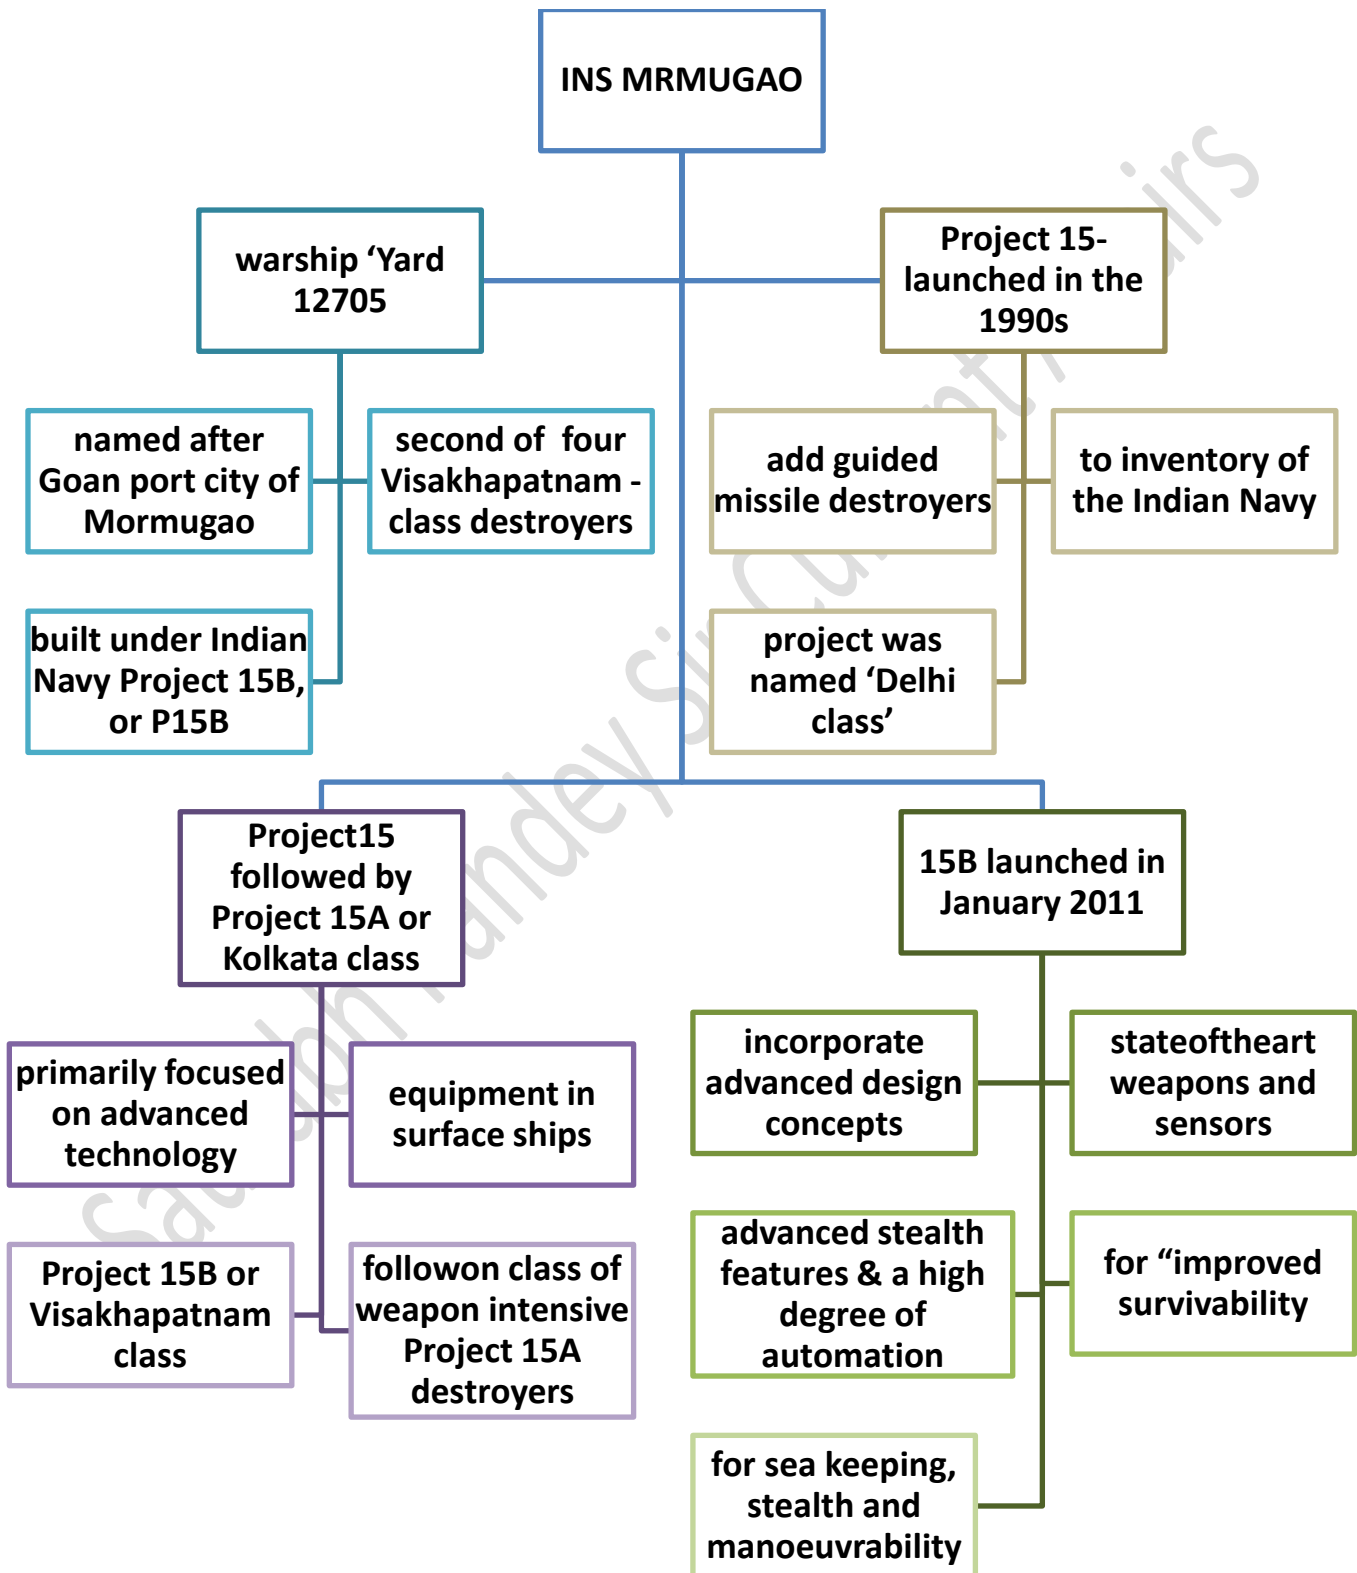 INS MRMUGAO
warship ‘Yard
12705
Project 15-
launched in the
1990s
named after
Goan port city of
Mormugao
second of four
Visakhapatnam -
class destroyers
add guided
missile destroyers
to inventory of
the Indian Navy
built under Indian
Navy Project 15B,
or P15B
project was
named ‘Delhi
class’
Project15
followed by
Project 15A or
Kolkata class
15B launched in
January 2011
primarily focused
on advanced
technology
equipment in
surface ships
incorporate
advanced design
concepts
stateoftheart
weapons and
sensors
Project 15B or
Visakhapatnam
class
followon class of
weapon intensive
Project 15A
destroyers
advanced stealth
features & a high
degree of
automation
for “improved
survivability
for sea keeping,
stealth and
manoeuvrability